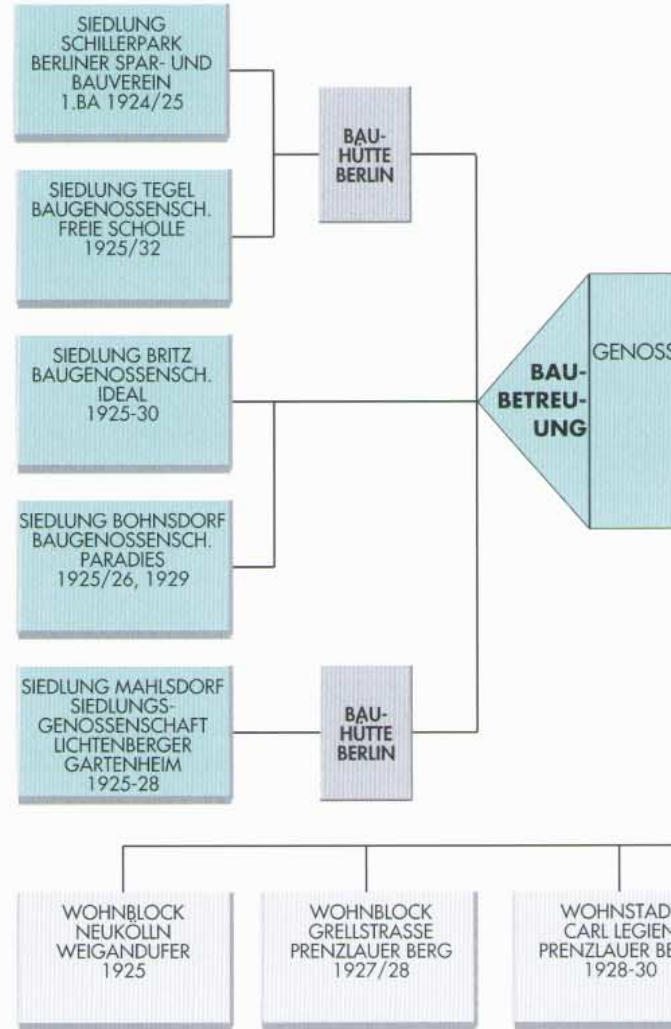 SIEDLUNG
SCHILLERPARK
BERLINER SPAR- UND
BAUVEREIN
1.BA 1924/25
BAU-
HÜTTE
BERLIN
SIEDLUNG TEGEL
BAUGENOSSENSCH.
FREIE SCHOLLE
1925/32
SIEDLUNG BRITZ
BAUGENOSSENSCH.
IDEAL
1925-30
BAU-
BETREU-
UNG
GENOSS
SIEDLUNG BOHNSDORF
BAUGENOSSENSCH.
PARADIES
1925/26, 1929
SIEDLUNG MAHLSDORF
SIEDLUNGS-
GENOSSENSCHAFT
LICHTENBERGER
GARTENHEIM
1925-28
BAU-
HÜTTE
BERLIN
WOHNBLOCK
NEUKÖLLN
WEIGANDUFER
1925
WOHNBLOCK
GRELLSTRASSE
PRENZLAUER BERG
1927/28
WOHNSTAD
CARL LEGIEN
PRENZLAUER BE
1928-30